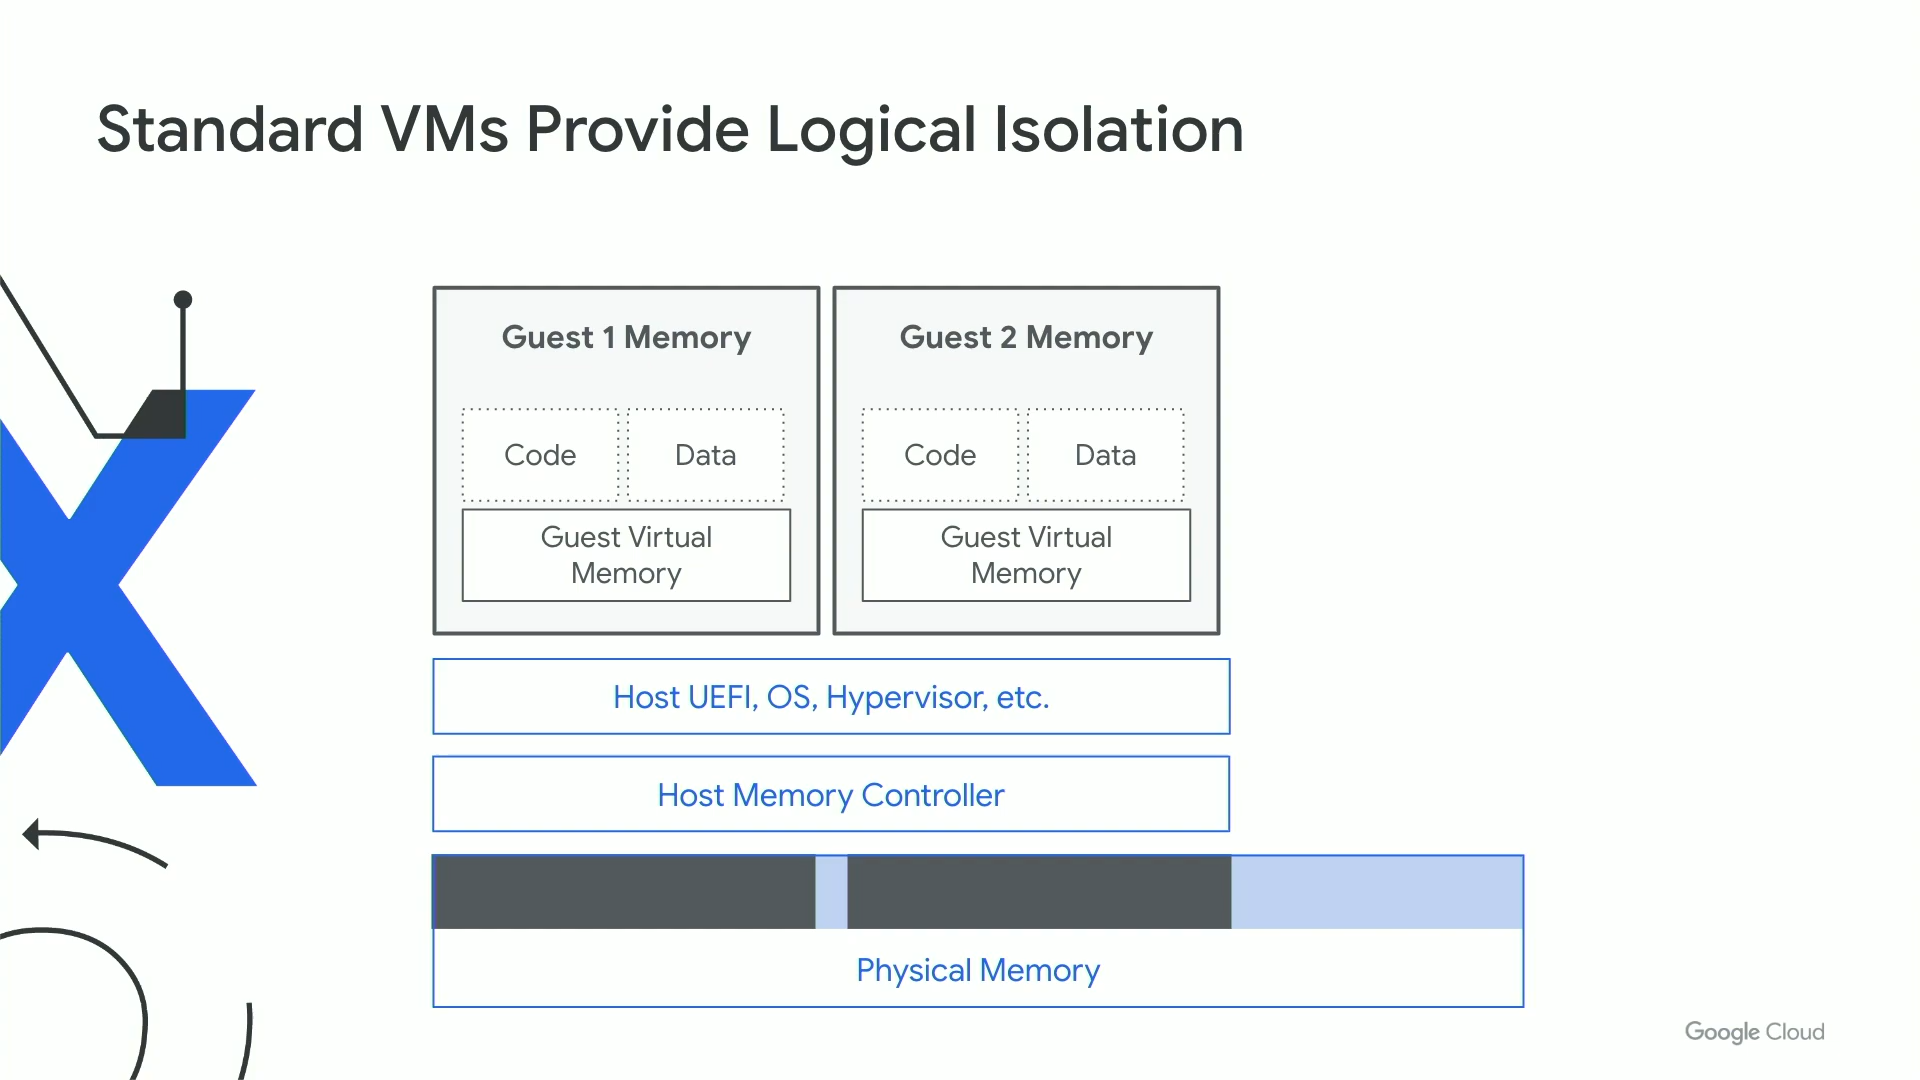 Standard VMs Provide Logical Isolation
Guest 1 Memory
Code
Data
Guest Virtual
Memory
Guest 2 Memory
Code
Data
Guest Virtual
Memory
Host UEFI, OS, Hypervisor, etc.
Host Memory Controller
Physical Memory
Google Cloud